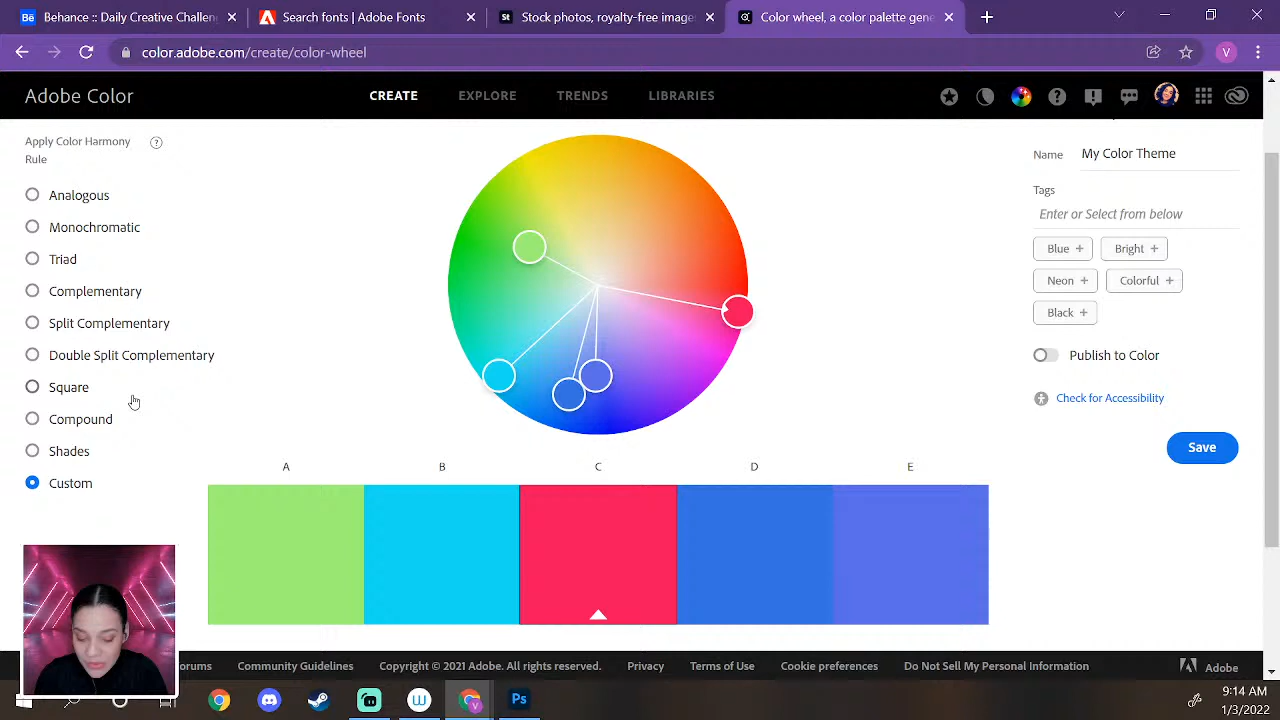 Behance : Daily Creative Challen
Search fonts | Adobe Fonts
Stock photos, royalty-free image
Color wheel, a color palette gene
color.adobe.com/create/color-wheel
V
Adobe Color
CREATE
EXPLORE
TRENDS
LIBRARIES
Apply Color Harmony
Rule
Analogous
Monochromatic
Triad
Complementary
Split Complementary
Double Split Complementary
Square
Compound
Shades
Custom
Name
My Color Theme
Tags
Enter or Select from below
Blue +
Bright +
Neon +
Colorful +
Black +
Publish to Color
Check for Accessibility
Save
A
B
C
D
E
orums
Community Guidelines
Copyright © 2021 Adobe. All rights reserved.
Privacy
Terms of Use
Cookie preferences
Do Not Sell My Personal Information
Adobe
Ps
9:14 AM
1/3/2022